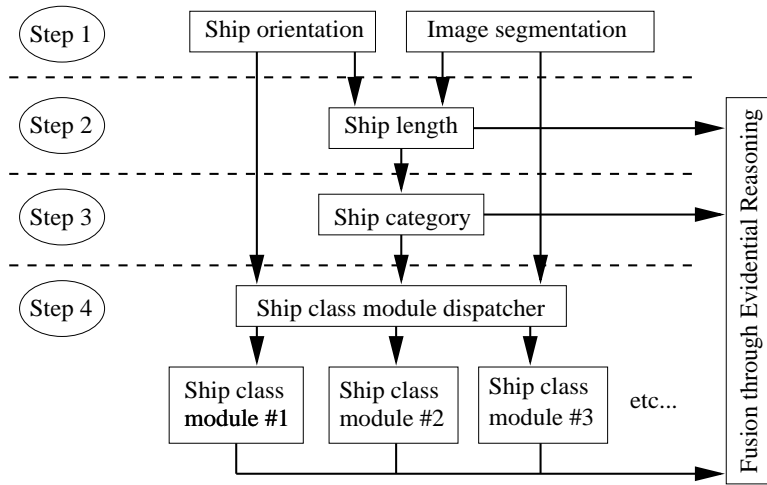 Step 1
Ship orientation
Image segmentation
Step 2
Ship length
Step 3
Ship category
Step 4
Ship class module dispatcher
Ship class
module #1
Ship class
module #2
Ship class
module #3
etc...
Fusion through Evidential Reasoning